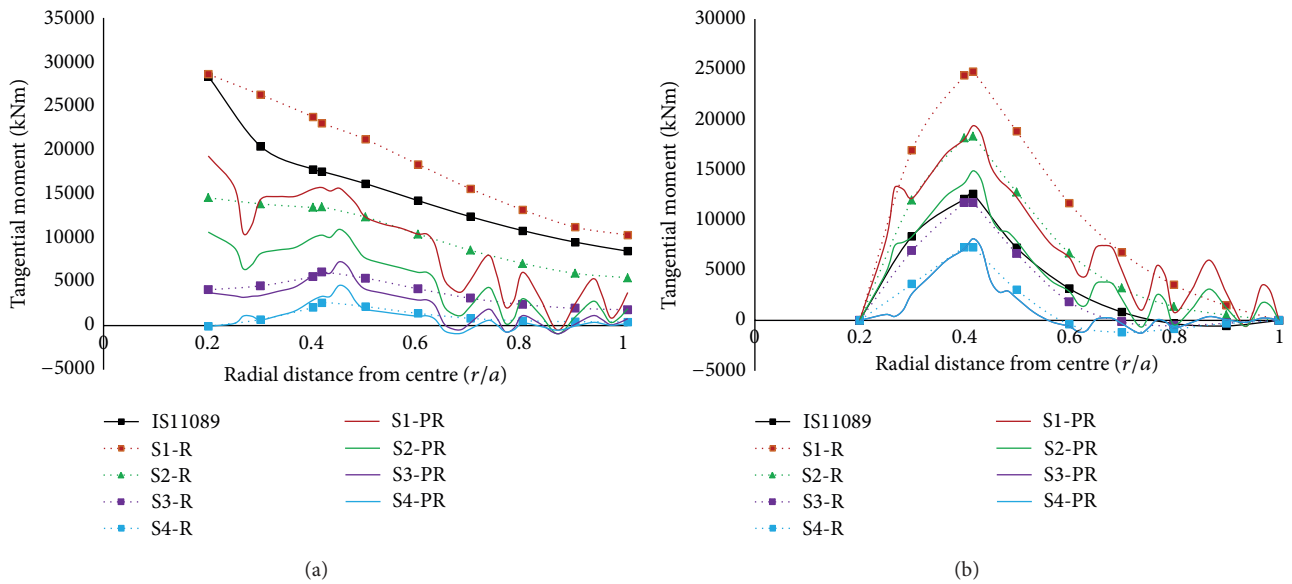 35000
30000
25000
20000
15000
10000
5000
0
−5000
Tangential moment (kNm)
0 0.2 0.4 0.6 0.8 1
Radial distance from centre (r/a)
IS11089
S1-R
S2-R
S3-R
S4-R
S1-PR
S2-PR
S3-PR
S4-PR
(a)
30000
25000
20000
15000
10000
5000
0
−5000
Tangential moment (kNm)
0 0.2 0.4 0.6 0.8 1
Radial distance from centre (r/a)
IS11089
S1-R
S2-R
S3-R
S4-R
S1-PR
S2-PR
S3-PR
S4-PR
(b)